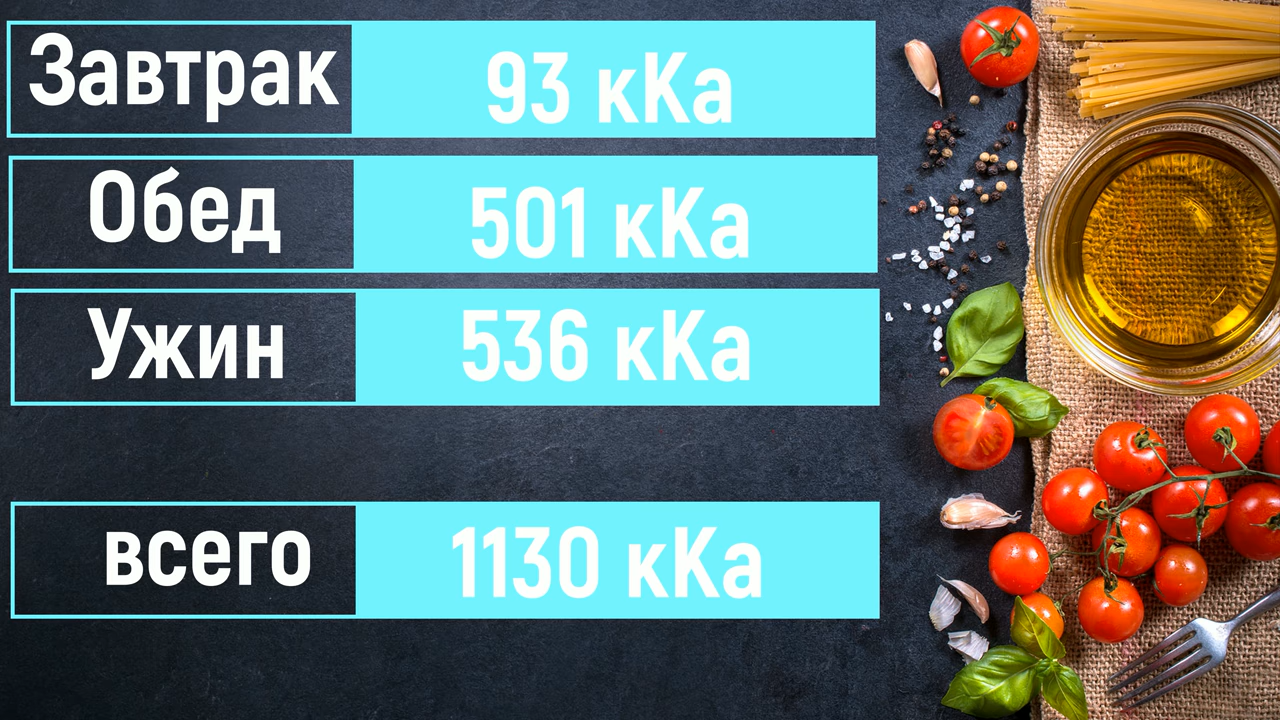 Завтрак 93 кКа
Обед 501 кКа
Ужин 536 кКа
всего 1130 кКа